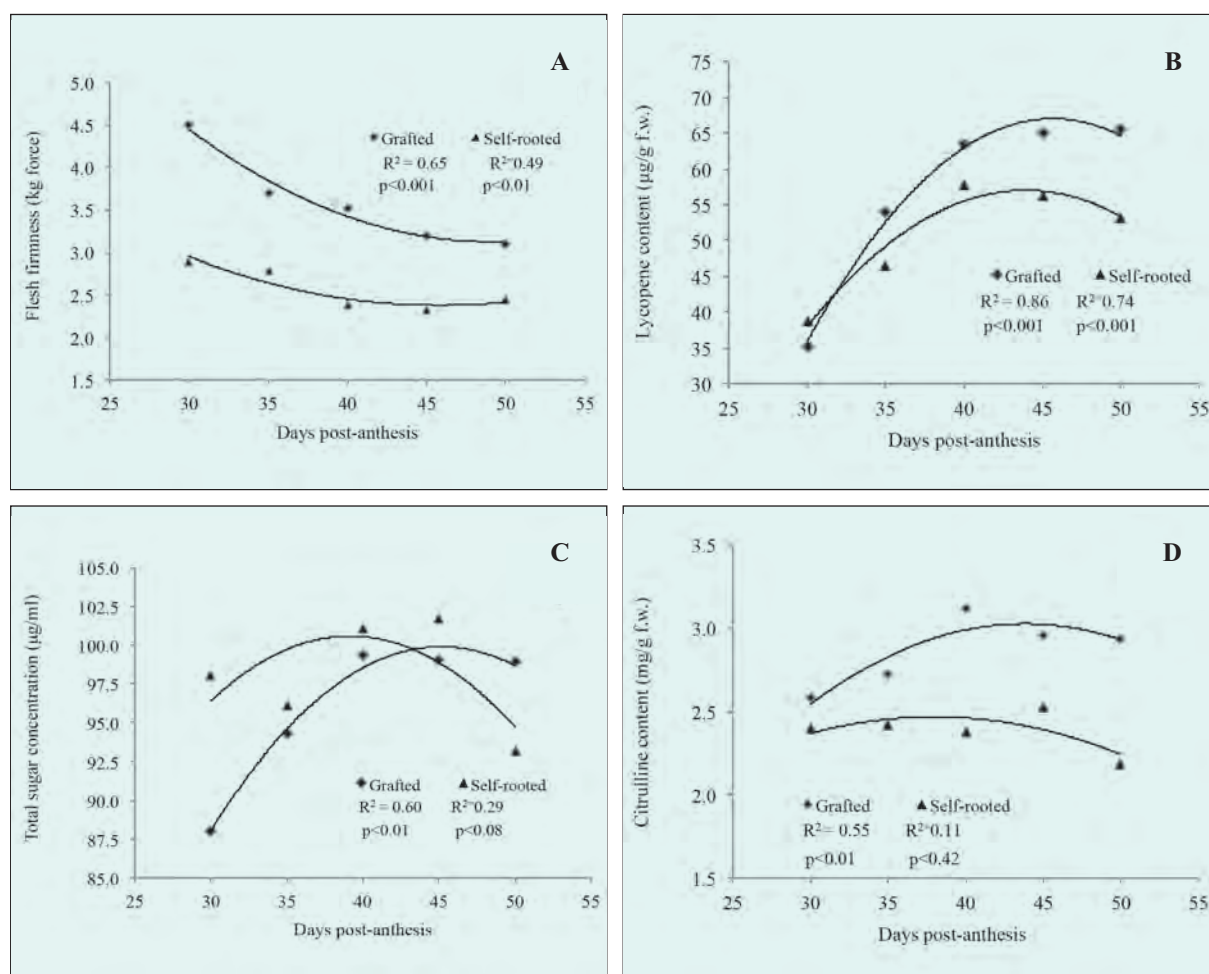 A
Flesh firmness (kg force)
5.0
4.5
4.0
3.5
3.0
2.5
2.0
1.5
Grafted Self-rooted
R² = 0.65 R²=0.49
p<0.001 p<0.01
25 30 35 40 45 50 55
Days post-anthesis
B
Lycopene content (µg/g f.w.)
75
70
65
60
55
50
45
40
35
30
Grafted Self-rooted
R² = 0.86 R²=0.74
p<0.001 p<0.001
25 30 35 40 45 50 55
Days post-anthesis
C
Total sugar concentration (µg/ml)
105.0
102.5
100.0
97.5
95.0
92.5
90.0
87.5
85.0
Grafted Self-rooted
R² = 0.60 R²=0.29
p<0.01 p<0.08
25 30 35 40 45 50 55
Days post-anthesis
D
Citrulline content (mg/g f.w.)
3.5
3.0
2.5
2.0
1.5
Grafted Self-rooted
R² = 0.55 R²=0.11
p<0.01 p<0.42
25 30 35 40 45 50 55
Days post-anthesis